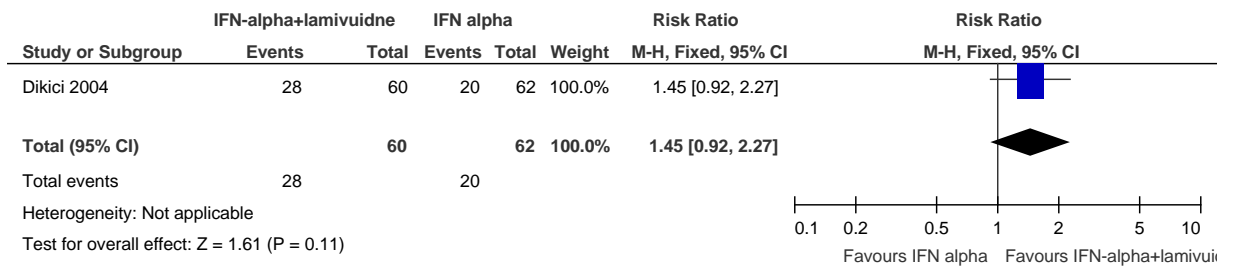 IFN-alpha+lamivuidne IFN alpha Risk Ratio Risk Ratio
Study or Subgroup Events Total Events Total Weight M-H, Fixed, 95% CI M-H, Fixed, 95% CI
Dikici 2004 28 60 20 62 100.0% 1.45 [0.92, 2.27]
Total (95% CI) 60 62 100.0% 1.45 [0.92, 2.27]
Total events 28 20
Heterogeneity: Not applicable
Test for overall effect: Z = 1.61 (P = 0.11)
0.1 0.2 0.5 1 2 5 10
Favours IFN alpha Favours IFN-alpha+lamivui